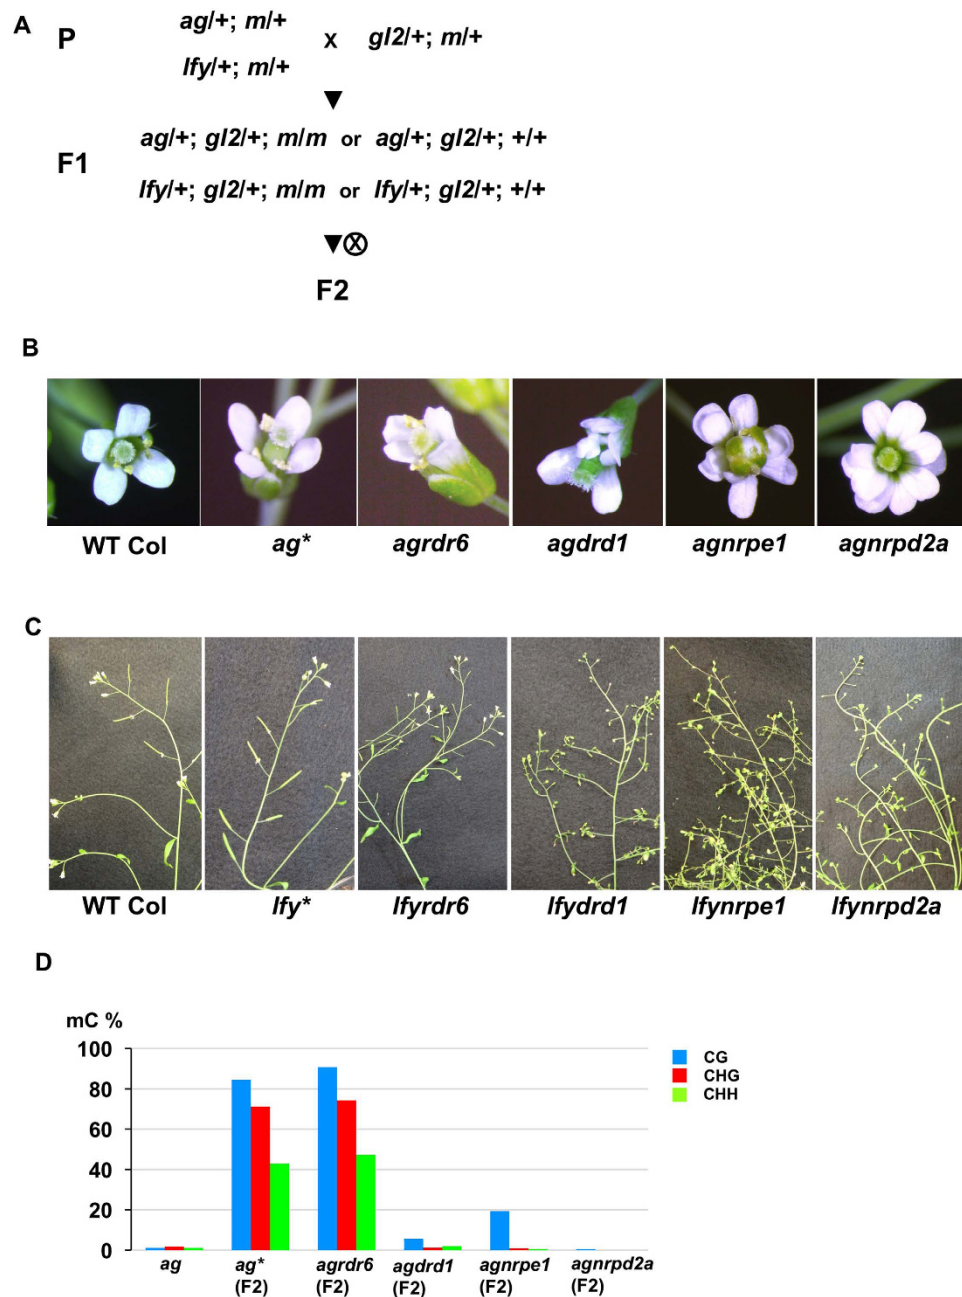 A
P
ag/+; m/+
x
gl2/+; m/+
lfy/+; m/+
F1
ag/+; gl2/+; m/m or ag/+; gl2/+; +/+
lfy/+; gl2/+; m/m or lfy/+; gl2/+; +/+
F2
B
WT Col
ag*
agrdr6
agdrd1
agnrpe1
agnrpd2a
C
WT Col
lfy*
lfyrdr6
lfydrd1
lfynrpe1
lfynrpd2a
D
mC %
100
80
60
40
20
0
CG
CHG
CHH
ag
ag*
(F2)
agrdr6
(F2)
agdrd1
(F2)
agnrpe1
(F2)
agnrpd2a
(F2)